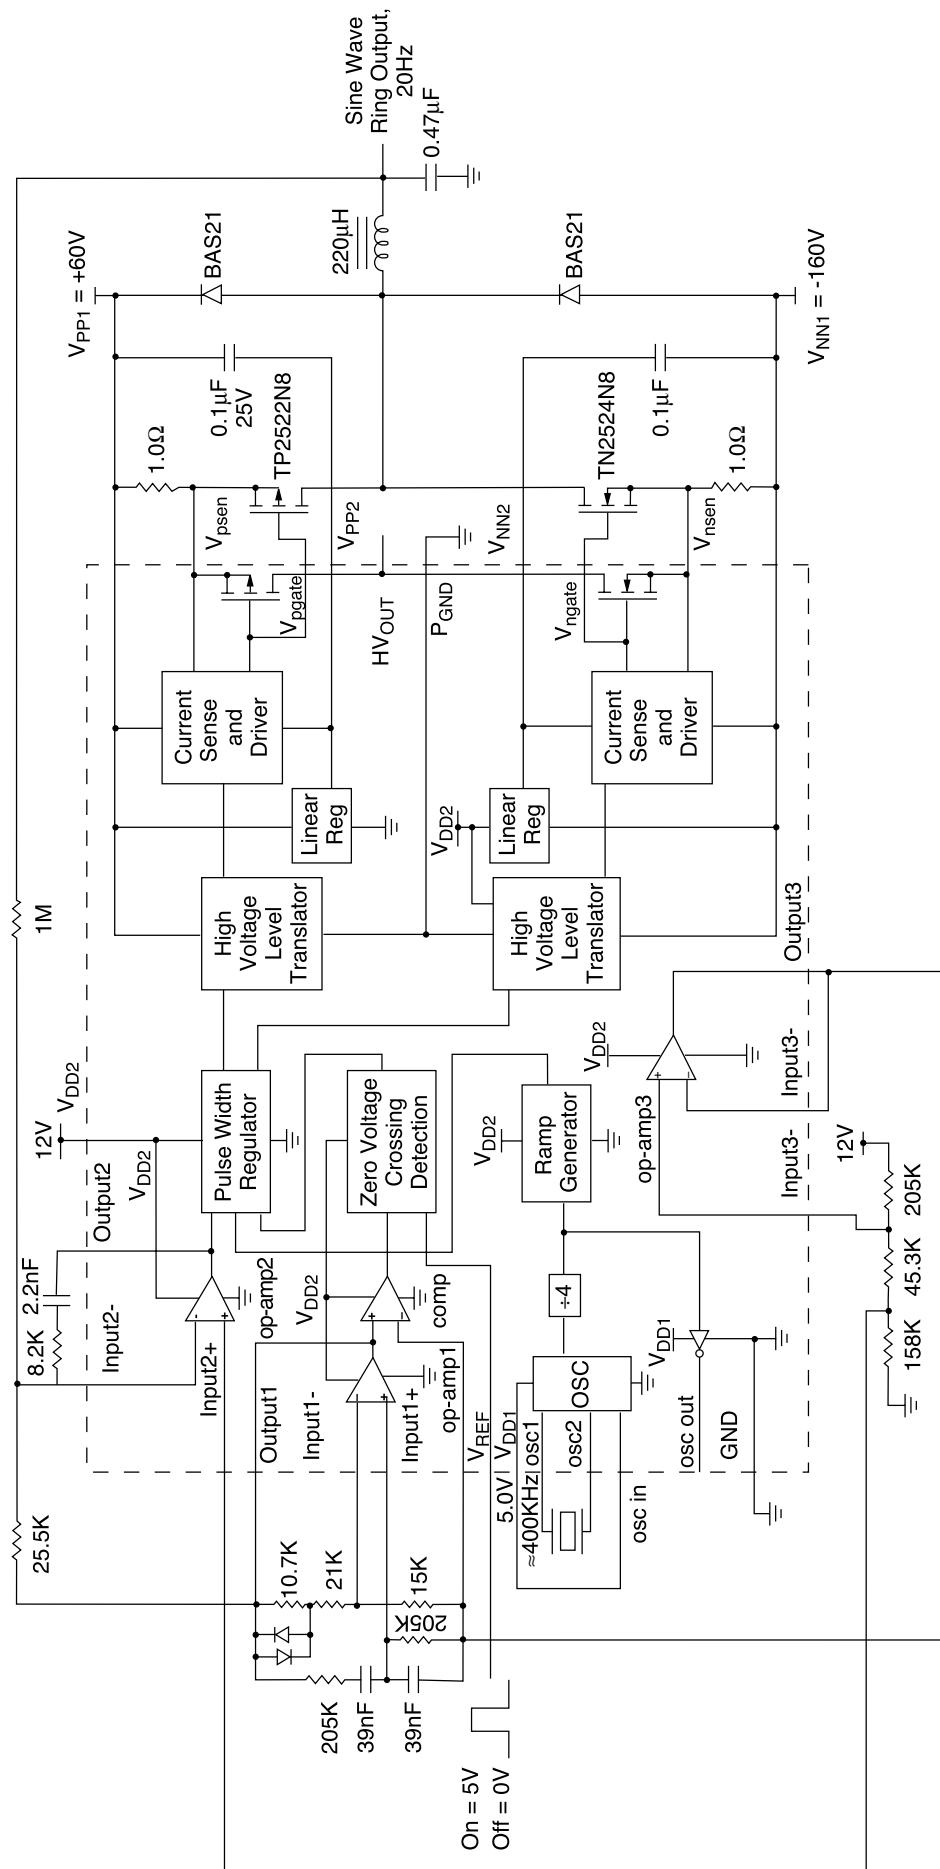 Sine Wave
Ring Output,
20Hz
0.47µF
220µH
BAS21
BAS21
VPP1 = +60V
VNN1 = -160V
0.1µF
25V
TP2522N8
TN2524N8
0.1µF
1.0Ω
1.0Ω
Vpsen
VPP2
VNN2
Vnsen
Vpgate
HVOUT
PGND
Vngate
Current
Sense
and
Driver
Current
Sense
and
Driver
Linear
Reg
VDD2
Linear
Reg
1M
High
Voltage
Level
Translator
High
Voltage
Level
Translator
Output3
12V
VDD2
Output2
VDD2
Pulse Width
Regulator
Zero Voltage
Crossing
Detection
VDD2
Ramp
Generator
VDD2
op-amp3
+
–
Input3-
Input3-
12V
205K
45.3K
158K
8.2K
2.2nF
Input2-
Input2+
-
+
op-amp2
VDD2
+
–
comp
÷4
Output1
Input1-
Input1+
–
+
op-amp1
VREF
VDD1
OSC
osc1
osc2
VDD1
osc out
GND
5.0V
≈400KHz
osc in
25.5K
10.7K
21K
15K
205K
205K
39nF
39nF
On = 5V
Off = 0V